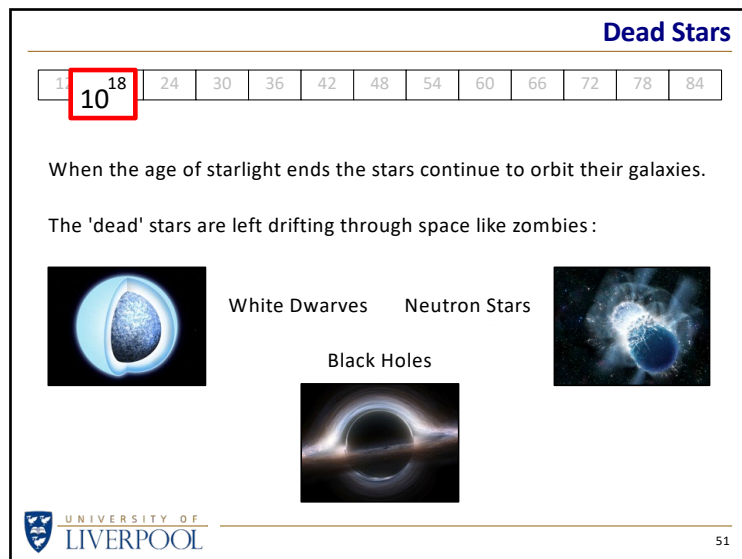 Dead Stars
12 10^18 24 30 36 42 48 54 60 66 72 78 84
When the age of starlight ends the stars continue to orbit their galaxies.
The 'dead' stars are left drifting through space like zombies:
White Dwarves Neutron Stars
Black Holes
UNIVERSITY OF
LIVERPOOL
51